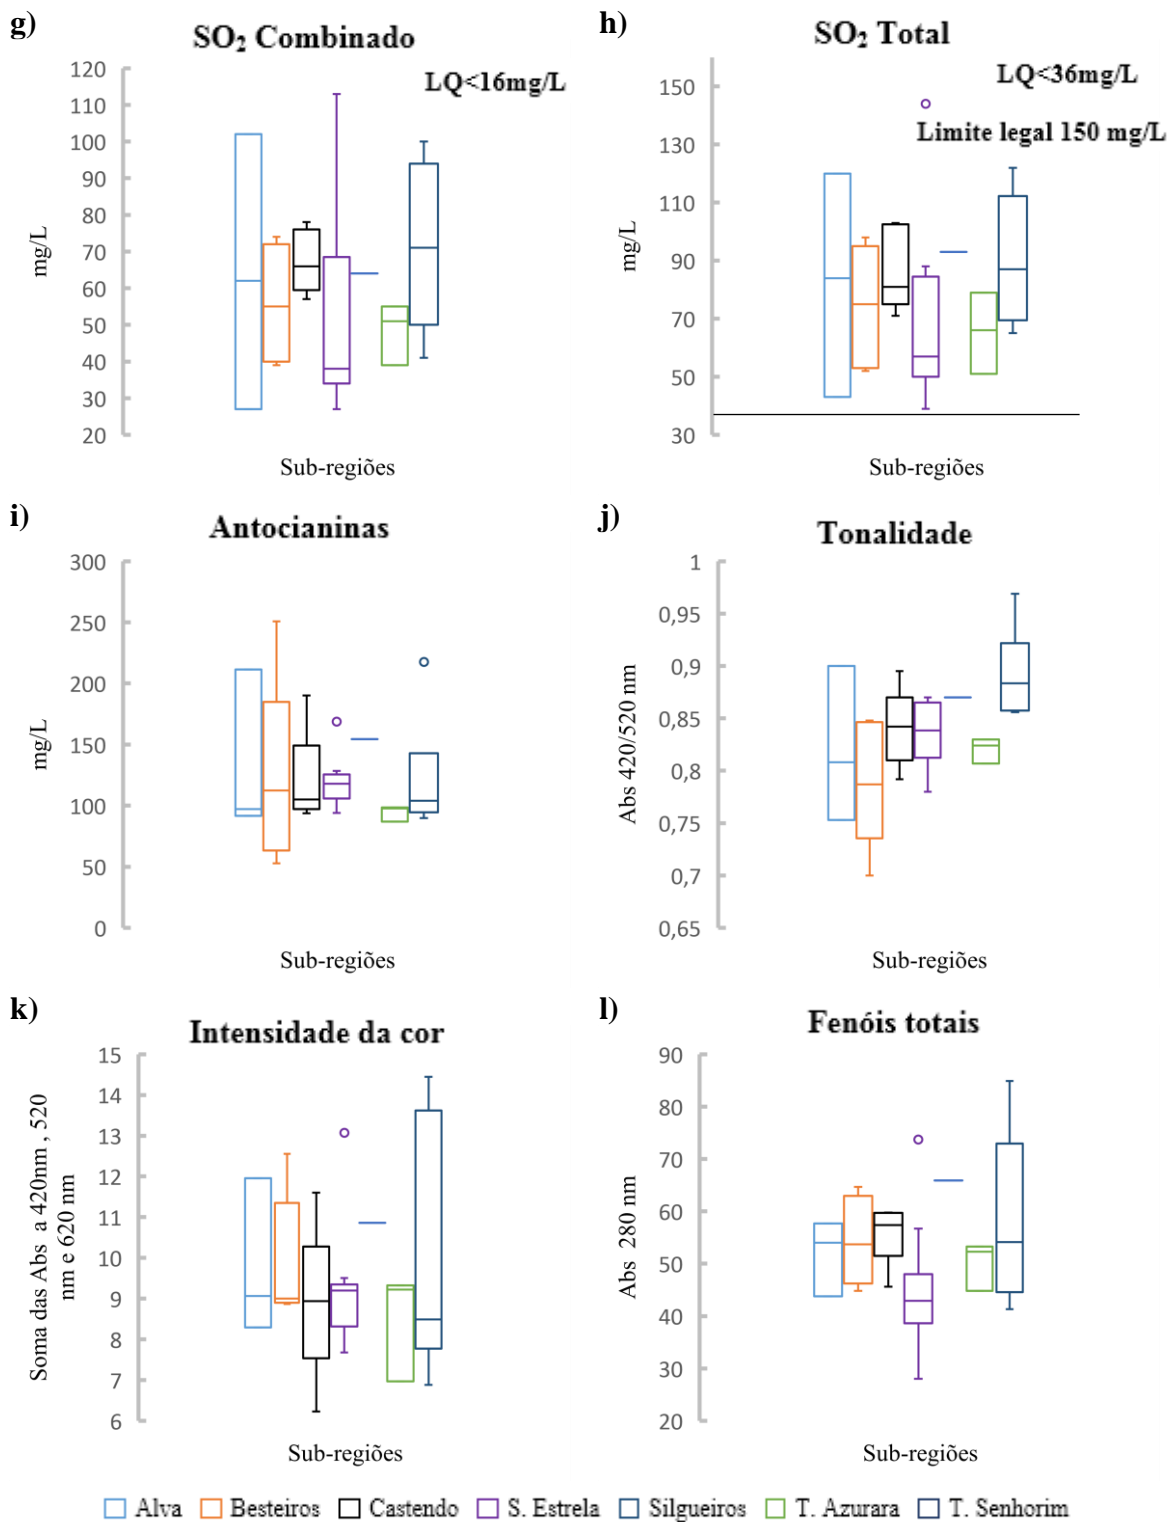 g)
SO₂ Combinado
LQ<16mg/L
120
110
100
90
80
70
60
50
40
30
20
mg/L
Sub-regiões
h)
SO₂ Total
LQ<36mg/L
Limite legal 150 mg/L
150
130
110
90
70
50
30
mg/L
Sub-regiões
i)
Antocianinas
300
250
200
150
100
50
0
mg/L
Sub-regiões
j)
Tonalidade
1
0,95
0,9
0,85
0,8
0,75
0,7
0,65
Abs 420/520 nm
Sub-regiões
k)
Intensidade da cor
15
14
13
12
11
10
9
8
7
6
Soma das Abs a 420nm , 520
nm e 620 nm
Sub-regiões
l)
Fenóis totais
90
80
70
60
50
40
30
20
Abs 280 nm
Sub-regiões
Alva Besteiros Castendo S. Estrela Silgueiros T. Azurara T. Senhorim